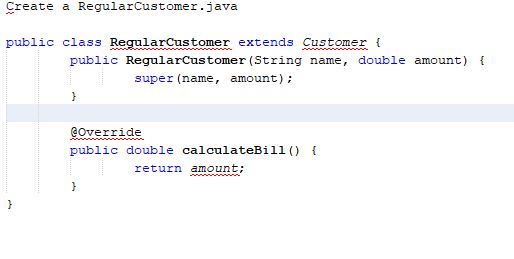 Create a RegularCustomer.java
public class RegularCustomer extends Customer {
public RegularCustomer(String name, double amount) {
super(name, amount);
}
@Override
public double calculateBill() {
return amount;
}
}